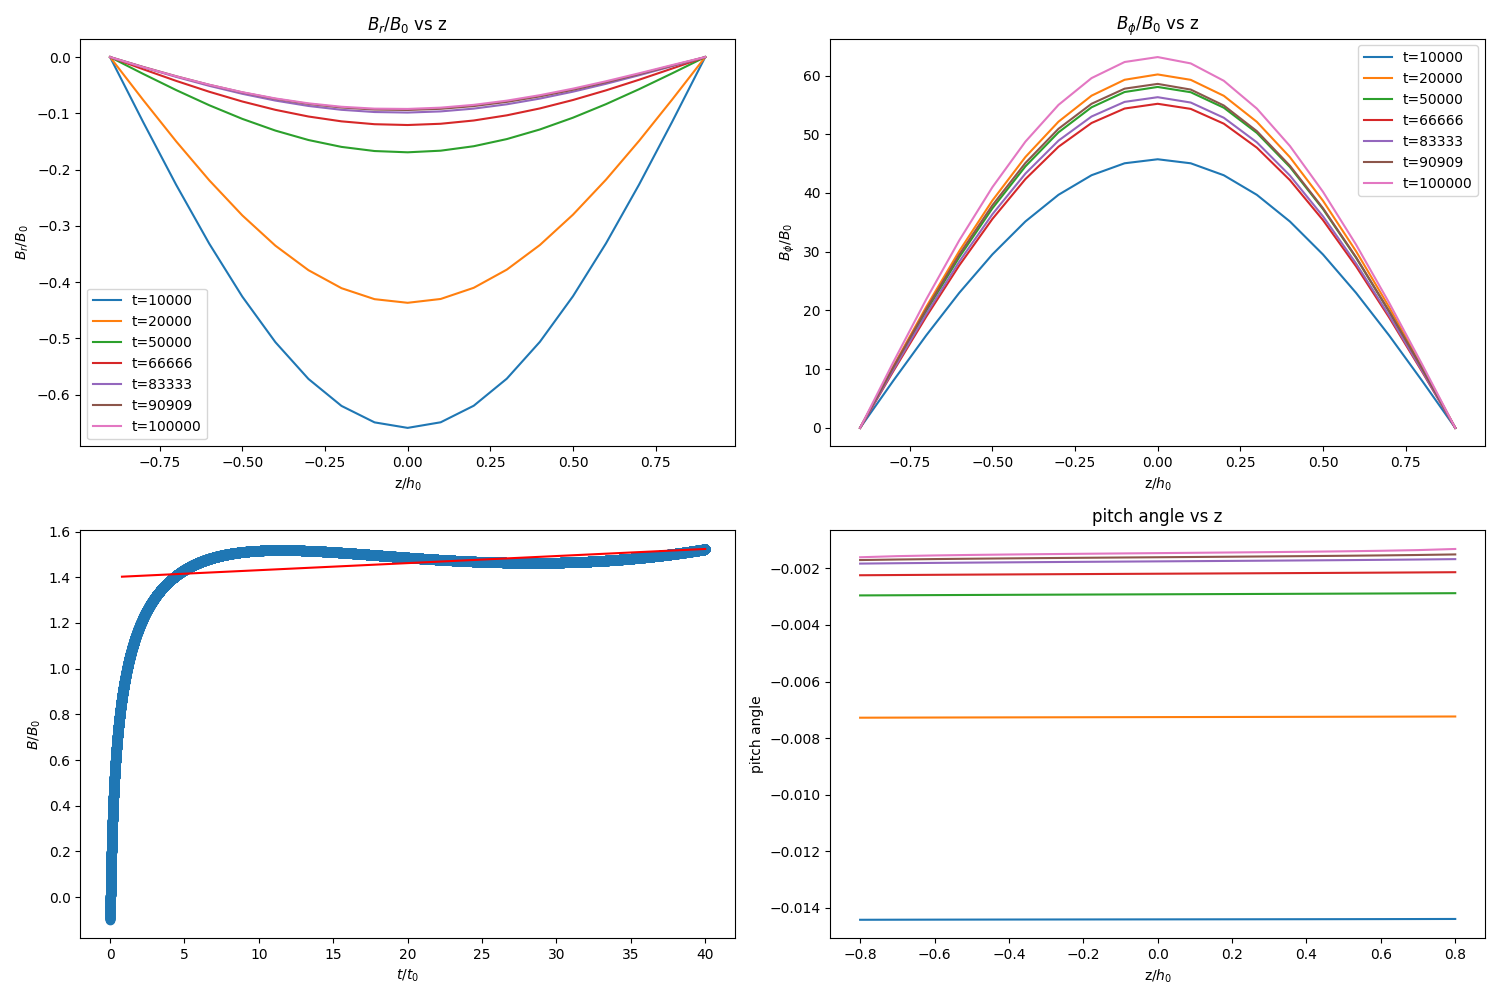 B_r/B_0 vs z
B_r/B_0
0.0
−0.1
−0.2
−0.3
−0.4
−0.5
−0.6
t=10000
t=20000
t=50000
t=66666
t=83333
t=90909
t=100000
−0.75 −0.50 −0.25 0.00 0.25 0.50 0.75
z/h_0
B_ϕ/B_0 vs z
B_ϕ/B_0
60
50
40
30
20
10
0
t=10000
t=20000
t=50000
t=66666
t=83333
t=90909
t=100000
−0.75 −0.50 −0.25 0.00 0.25 0.50 0.75
z/h_0
B/B_0
1.6
1.4
1.2
1.0
0.8
0.6
0.4
0.2
0.0
0 5 10 15 20 25 30 35 40
t/t_0
pitch angle vs z
pitch angle
−0.002
−0.004
−0.006
−0.008
−0.010
−0.012
−0.014
−0.8 −0.6 −0.4 −0.2 0.0 0.2 0.4 0.6 0.8
z/h_0